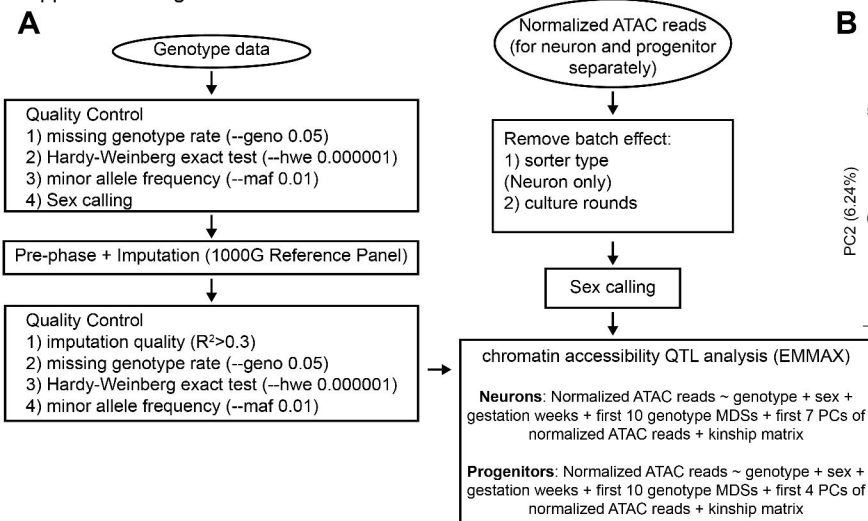 A
Genotype data
Quality Control
1) missing genotype rate (--geno 0.05)
2) Hardy-Weinberg exact test (--hwe 0.000001)
3) minor allele frequency (--maf 0.01)
4) Sex calling
Pre-phase + Imputation (1000G Reference Panel)
Quality Control
1) imputation quality (R²>0.3)
2) missing genotype rate (--geno 0.05)
3) Hardy-Weinberg exact test (--hwe 0.000001)
4) minor allele frequency (--maf 0.01)
Normalized ATAC reads
(for neuron and progenitor
separately)
Remove batch effect:
1) sorter type
(Neuron only)
2) culture rounds
Sex calling
chromatin accessibility QTL analysis (EMMAX)
Neurons: Normalized ATAC reads ~ genotype + sex +
gestation weeks + first 10 genotype MDSs + first 7 PCs of
normalized ATAC reads + kinship matrix
Progenitors: Normalized ATAC reads ~ genotype + sex +
gestation weeks + first 10 genotype MDSs + first 4 PCs of
normalized ATAC reads + kinship matrix
B
PC2 (6.24%)